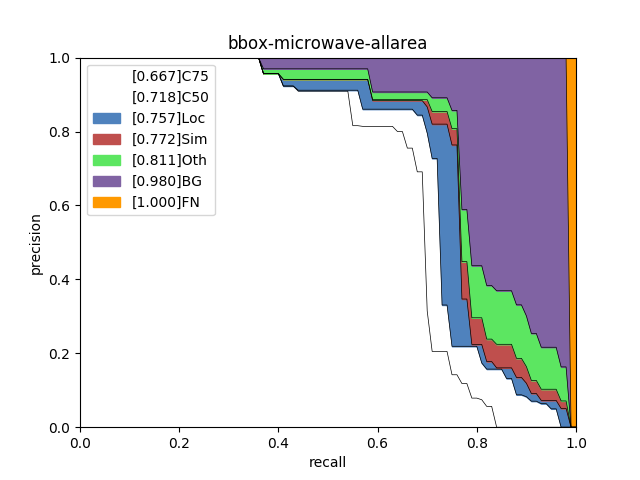 bbox-microwave-allarea
1.0
0.8
0.6
0.4
0.2
0.0
precision
[0.667]C75
[0.718]C50
[0.757]Loc
[0.772]Sim
[0.811]Oth
[0.980]BG
[1.000]FN
0.0 0.2 0.4 0.6 0.8 1.0
recall